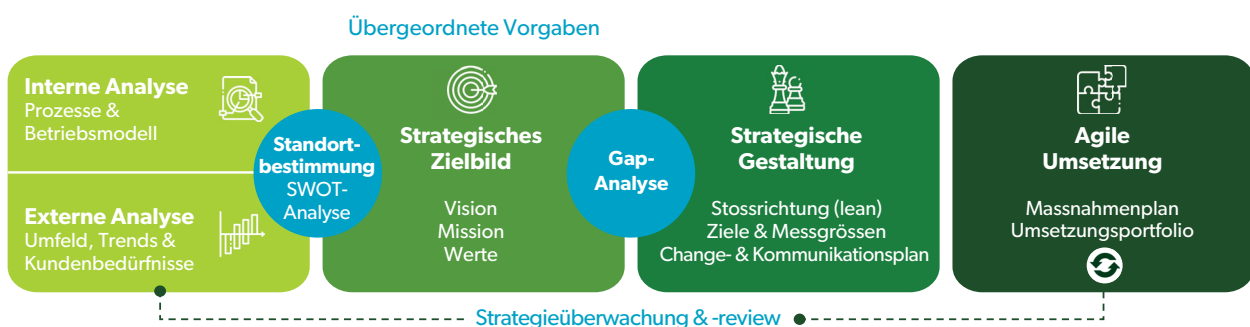 Übergeordnete Vorgaben
Interne Analyse
Prozesse &
Betriebsmodell
Externe Analyse
Umfeld, Trends &
Kundenbedürfnisse
Standort-
bestimmung
SWOT-
Analyse
Strategisches
Zielbild
Vision
Mission
Werte
Gap-
Analyse
Strategische
Gestaltung
Stossrichtung (lean)
Ziele & Messgrössen
Change- & Kommunikationsplan
Agile
Umsetzung
Massnahmenplan
Umsetzungsportfolio
Strategieüberwachung & -review